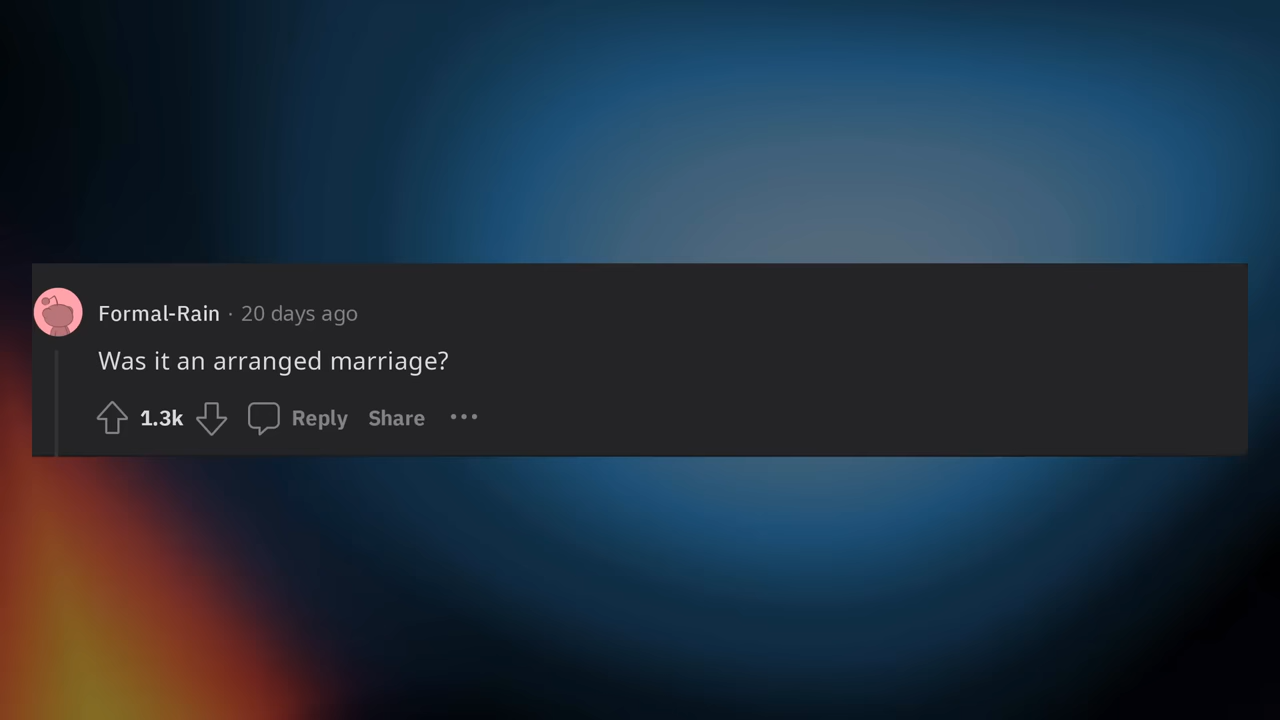 Formal-Rain · 20 days ago
Was it an arranged marriage?
1.3k Reply Share ···